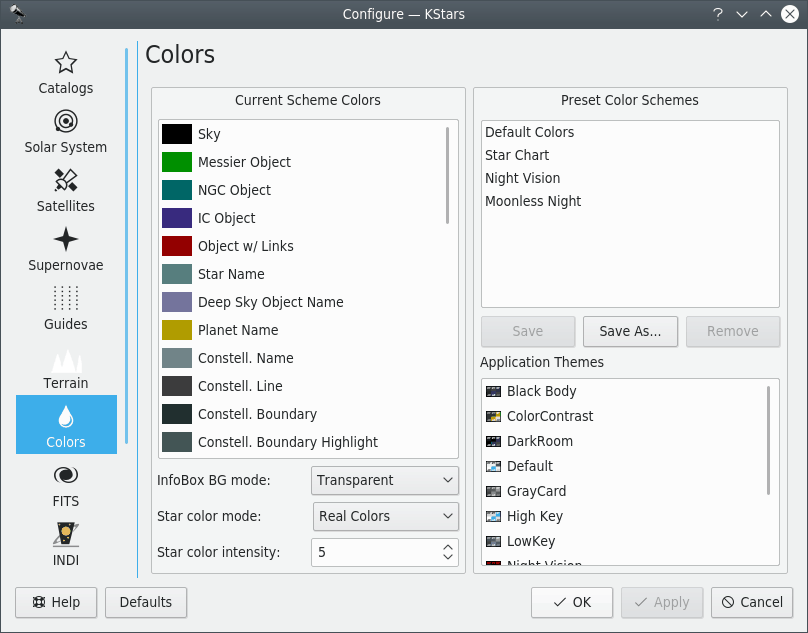 Configure — KStars
Catalogs
Solar System
Satellites
Supernovae
Guides
Terrain
Colors
FITS
INDI
Colors
Current Scheme Colors
Sky
Messier Object
NGC Object
IC Object
Object w/ Links
Star Name
Deep Sky Object Name
Planet Name
Constell. Name
Constell. Line
Constell. Boundary
Constell. Boundary Highlight
InfoBox BG mode: Transparent
Star color mode: Real Colors
Star color intensity: 5
Preset Color Schemes
Default Colors
Star Chart
Night Vision
Moonless Night
Save Save As... Remove
Application Themes
Black Body
ColorContrast
DarkRoom
Default
GrayCard
High Key
LowKey
Night Vision
Help Defaults OK Apply Cancel